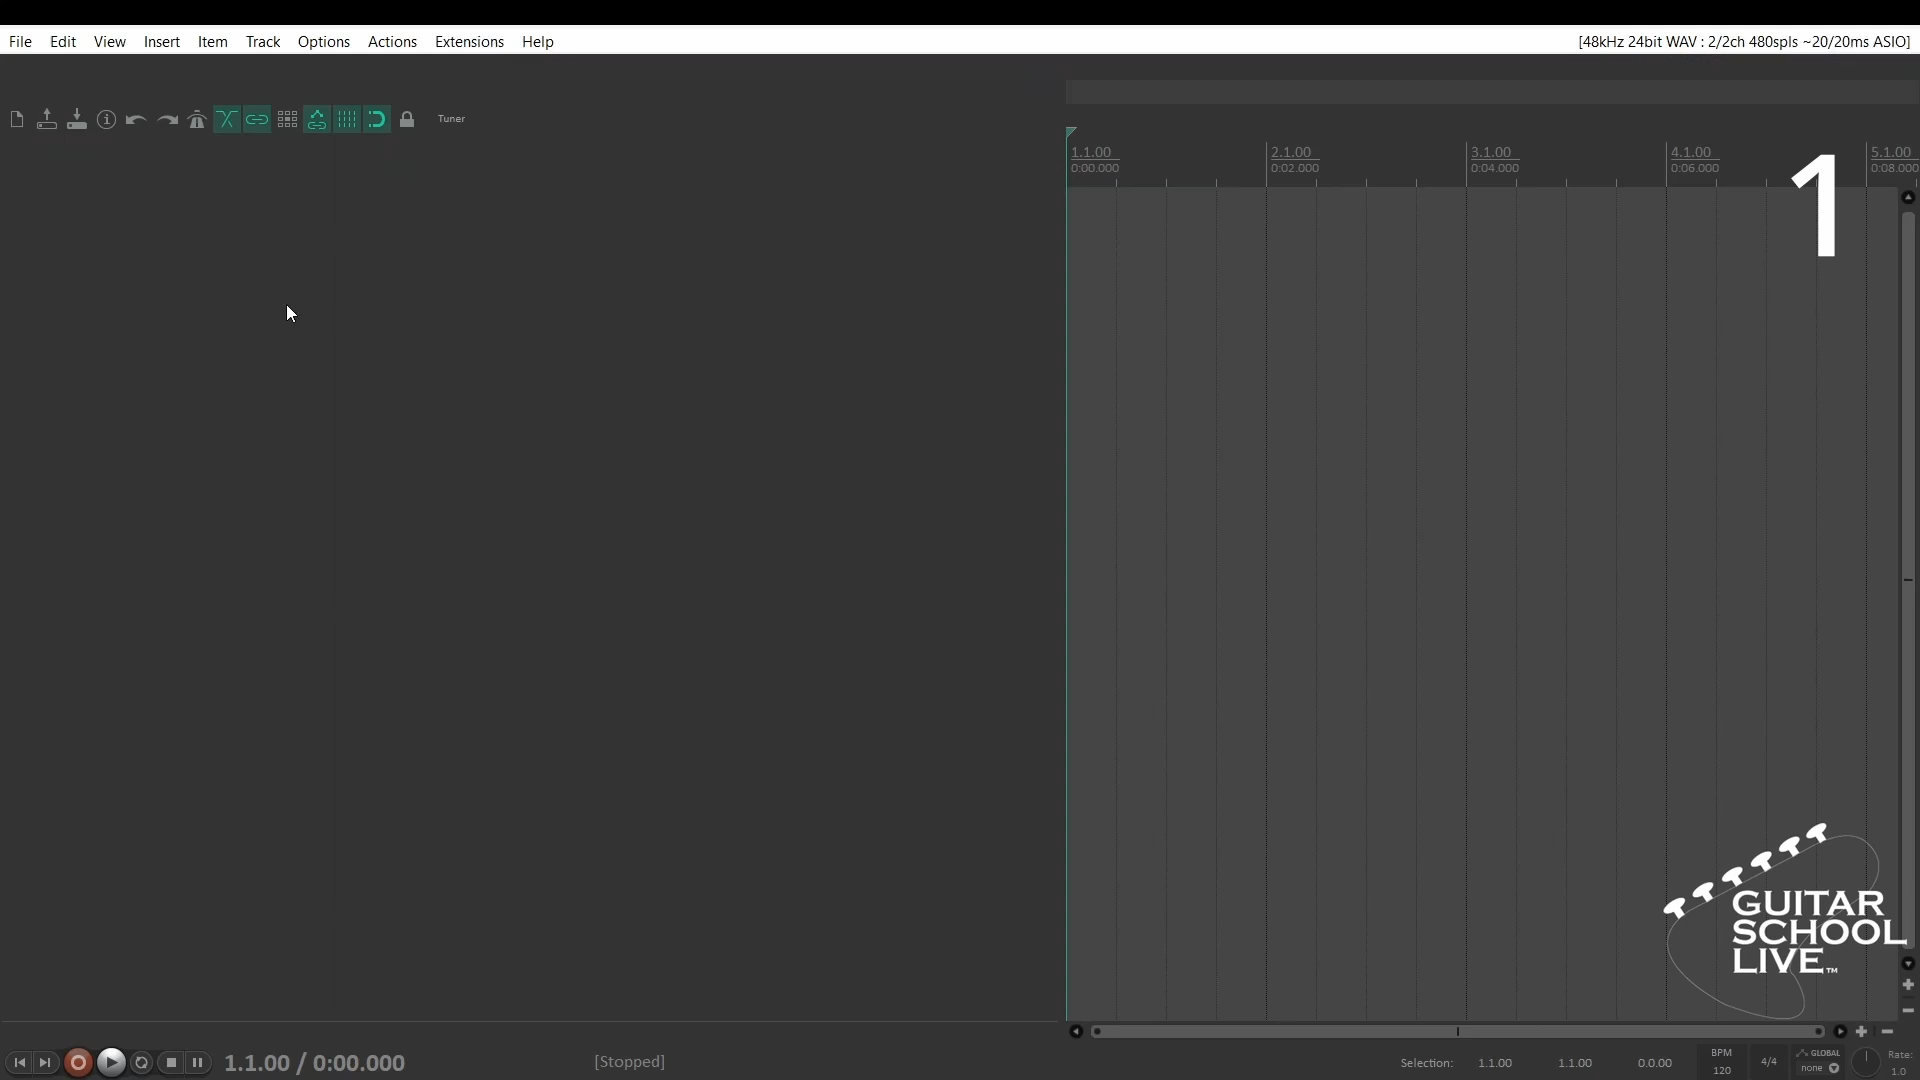 File Edit View Insert Item Track Options Actions Extensions Help [48kHz 24bit WAV : 2/2ch 480spls ~20/20ms ASIO]
Tuner
1.1.00 2.1.00 3.1.00 4.1.00 5.1.00
0:00.000 0:02.000 0:04.000 0:06.000 0:08.000
1
GUITAR
SCHOOL
LIVE™
1.1.00 / 0:00.000 [Stopped] Selection: 1.1.00 1.1.00 0.0.00
BPM
120
4/4
GLOBAL
none
Rate:
1.0